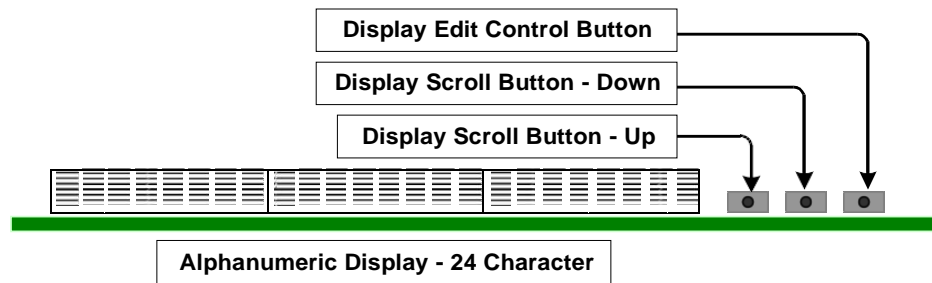 Display Edit Control Button
Display Scroll Button - Down
Display Scroll Button - Up
Alphanumeric Display - 24 Character